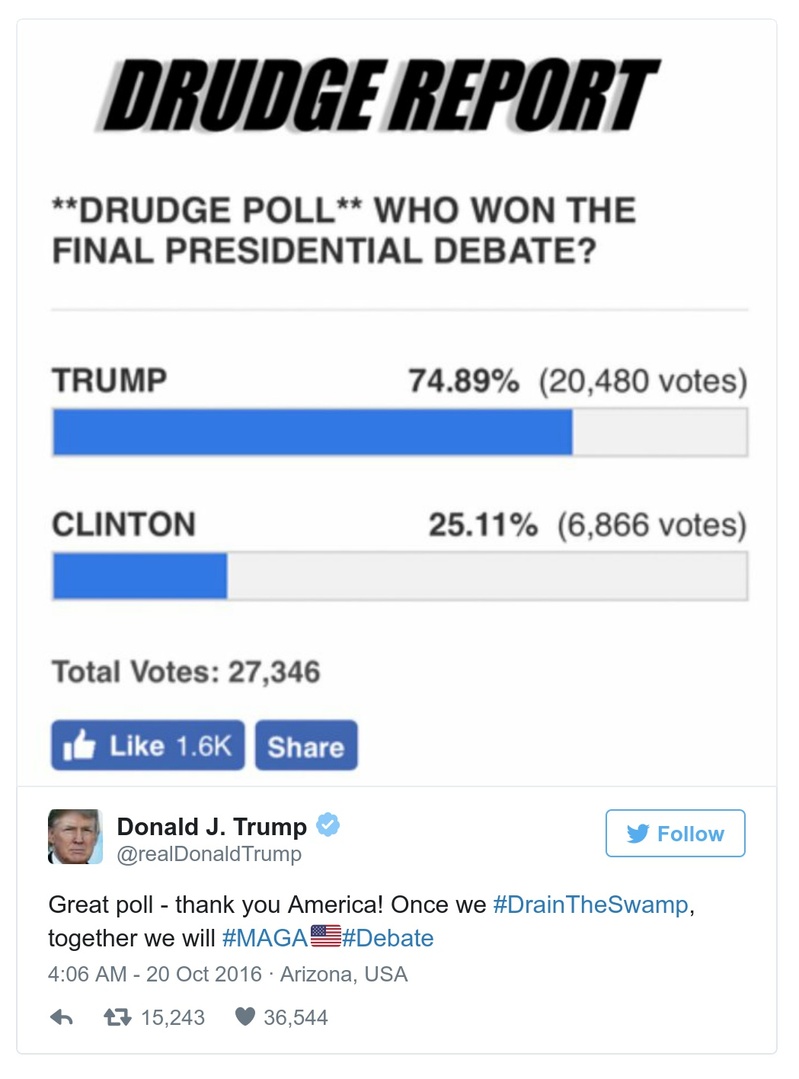 DRUDGE REPORT
**DRUDGE POLL** WHO WON THE
FINAL PRESIDENTIAL DEBATE?
TRUMP 74.89% (20,480 votes)
CLINTON 25.11% (6,866 votes)
Total Votes: 27,346
Like 1.6K Share
Donald J. Trump
@realDonaldTrump
Follow
Great poll - thank you America! Once we #DrainTheSwamp,
together we will #MAGA🇺🇸#Debate
4:06 AM - 20 Oct 2016 · Arizona, USA
15,243 36,544